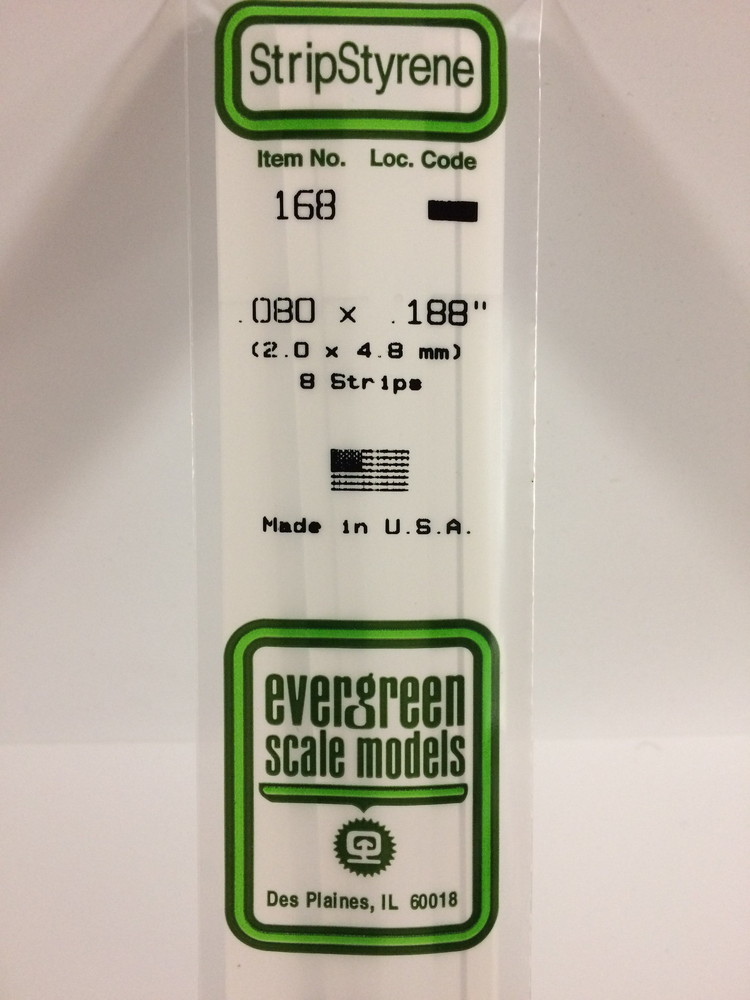 StripStyrene
Item No. Loc. Code
168
.080 x .188"
(2.0 x 4.8 mm)
8 Strips
Made in U.S.A.
evergreen
scale models
Des Plaines, IL 60018